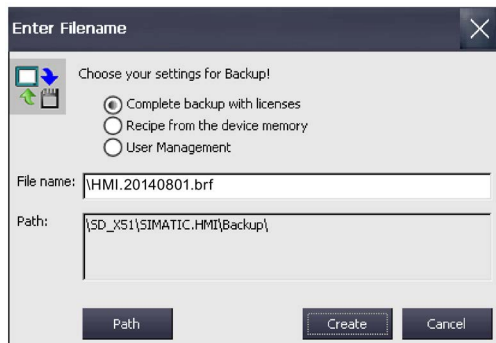 Enter Filename
Choose your settings for Backup!
Complete backup with licenses
Recipe from the device memory
User Management
File name: \HMI.20140801.brf
Path: \SD_X51\SIMATIC.HMI\Backup\
Path Create Cancel